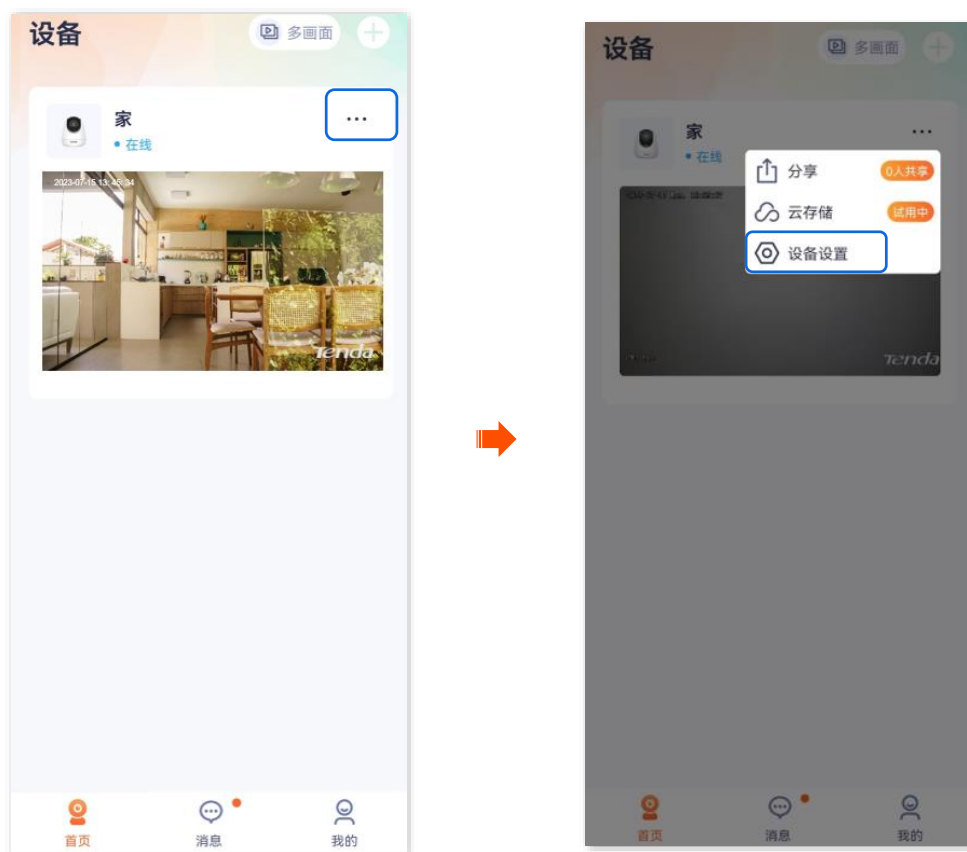 设备
多画面
家
...
• 在线
2023-07-15 13:45:34
Tenda
首页
消息
我的
设备
多画面
家
...
• 在线
分享
0人共享
云存储
试用中
设备设置
Tenda
首页
消息
我的